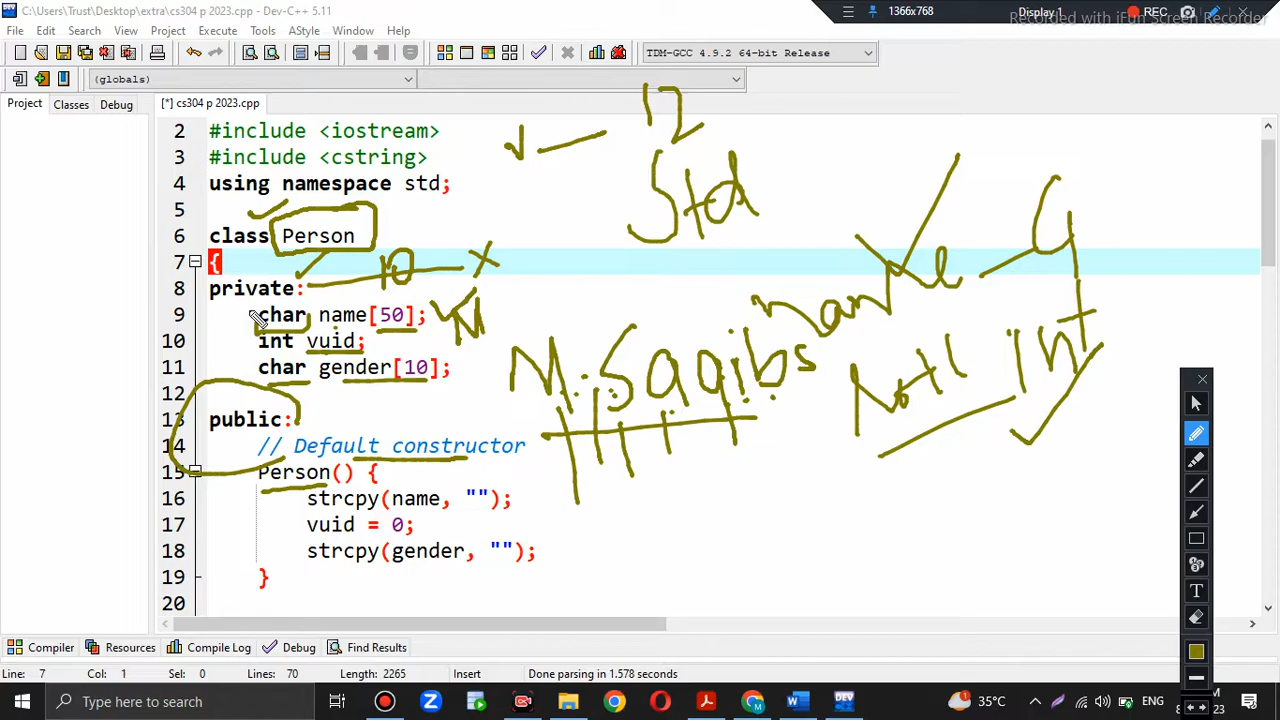 C:\Users\Trust\Desktop\extra\cs304 p 2023.cpp - Dev-C++ 5.11
Display 1
1366x768
REC
Recorded with iFun Screen Recorder
File Edit Search View Project Execute Tools AStyle Window Help
TDM-GCC 4.9.2 64-bit Release
(globals)
Project Classes Debug
[*] cs304 p 2023.cpp
2 #include <iostream>
3 #include <cstring>
4 using namespace std;
5
6 class Person
7 {
8 private:
9 char name[50];
10 int vuid;
11 char gender[10];
12
13 public:
14 // Default constructor
15 Person() {
16 strcpy(name, "");
17 vuid = 0;
18 strcpy(gender, "");
19 }
20
12
Std
10 X
M
name
M.Saqibs
Int
Compiler Resources Compile Log Debug Find Results
Line: 7 Col: 1 Sel: 0 Lines: 70 Length: 2265 Insert Done parsing in 1.578 seconds
Type here to search
DEV
35°C
ENG